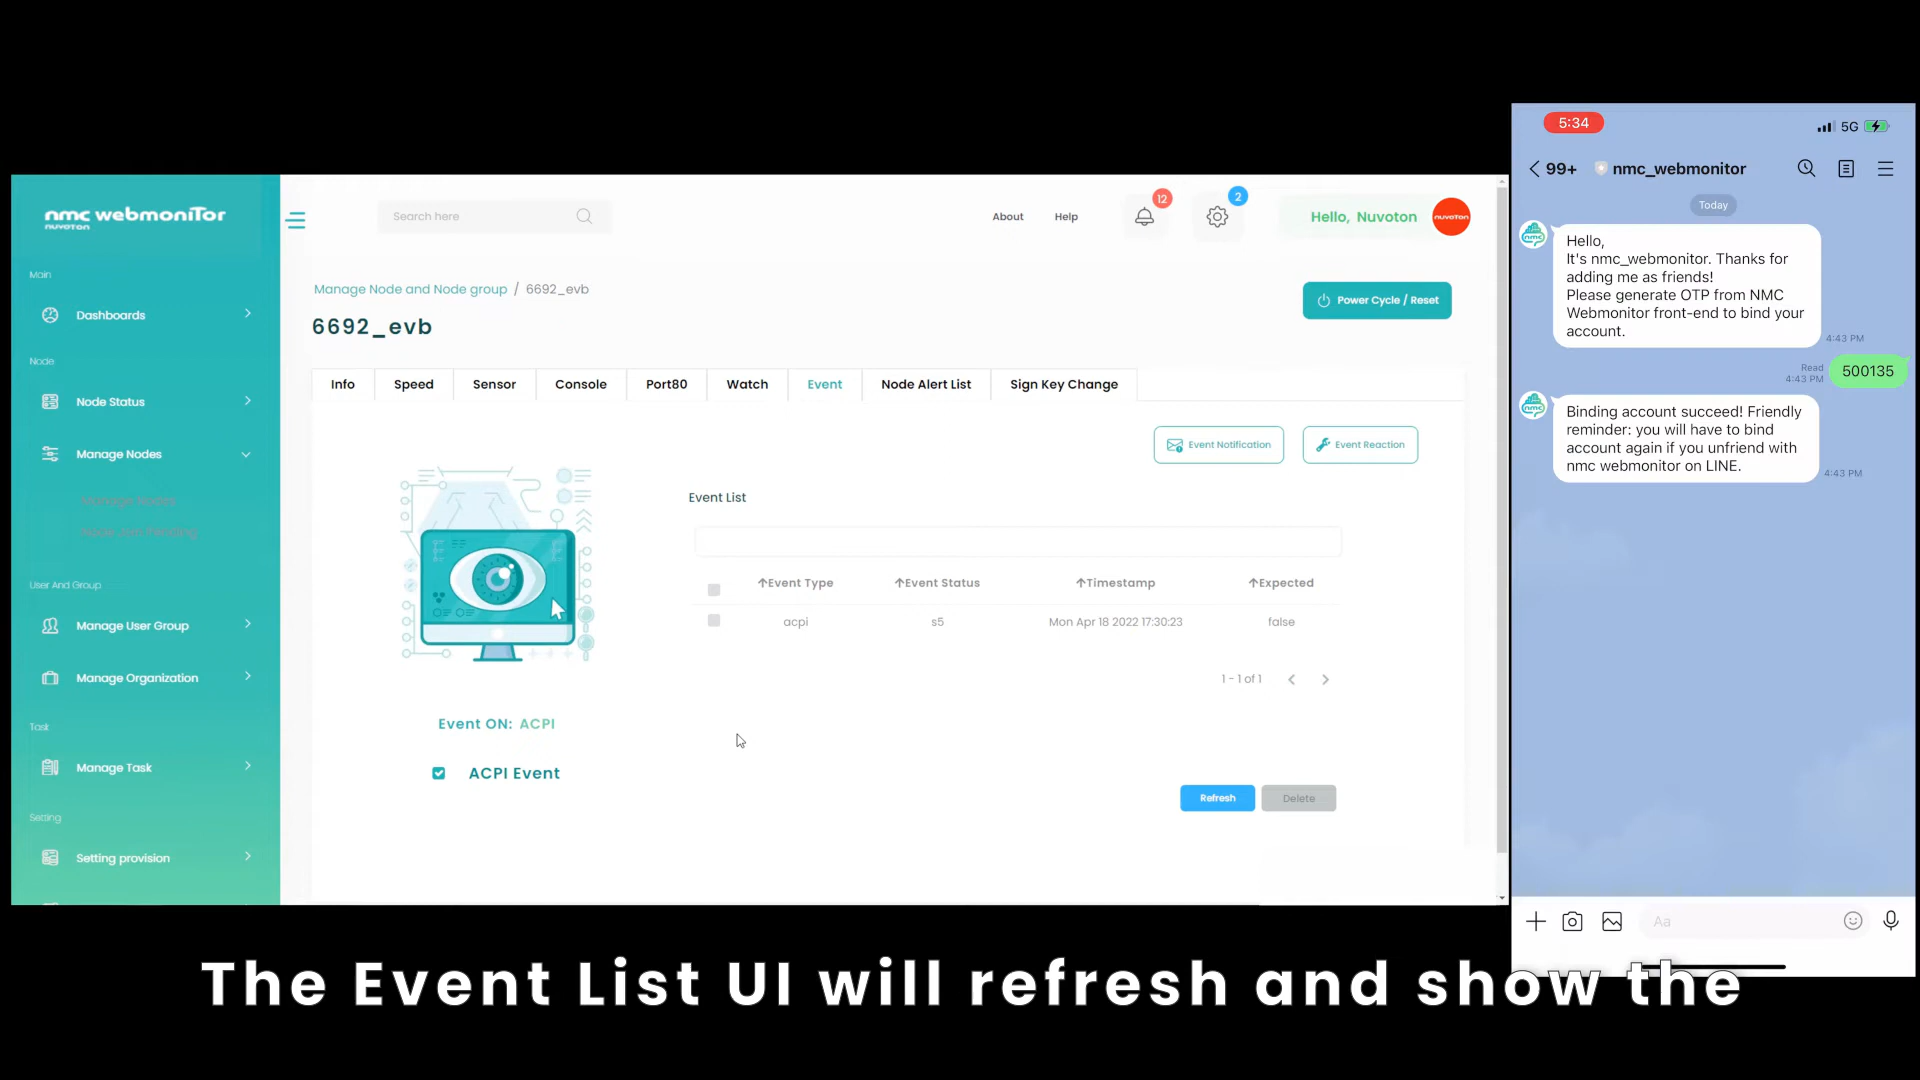 nmc webmoniTor
nuvoTon
Main
Dashboards
Node
Node Status
Manage Nodes
Manage Nodes
User And Group
Manage User Group
Manage Organization
Task
Manage Task
Setting
Setting provision
Search here
About
Help
12
2
Hello, Nuvoton
nuvoTon
Manage Node and Node group / 6692_evb
6692_evb
Power Cycle / Reset
Info
Speed
Sensor
Console
Port80
Watch
Event
Node Alert List
Sign Key Change
Event Notification
Event Reaction
Event List
↑Event Type ↑Event Status ↑Timestamp ↑Expected
acpi s5 Mon Apr 18 2022 17:30:23 false
1 - 1 of 1
Event ON: ACPI
ACPI Event
Refresh
Delete
5:34
5G
99+
nmc_webmonitor
Today
Hello,
It's nmc_webmonitor. Thanks for
adding me as friends!
Please generate OTP from NMC
Webmonitor front-end to bind your
account.
4:43 PM
Read
4:43 PM
500135
Binding account succeed! Friendly
reminder: you will have to bind
account again if you unfriend with
nmc webmonitor on LINE.
4:43 PM
Aa
The Event List UI will refresh and show the